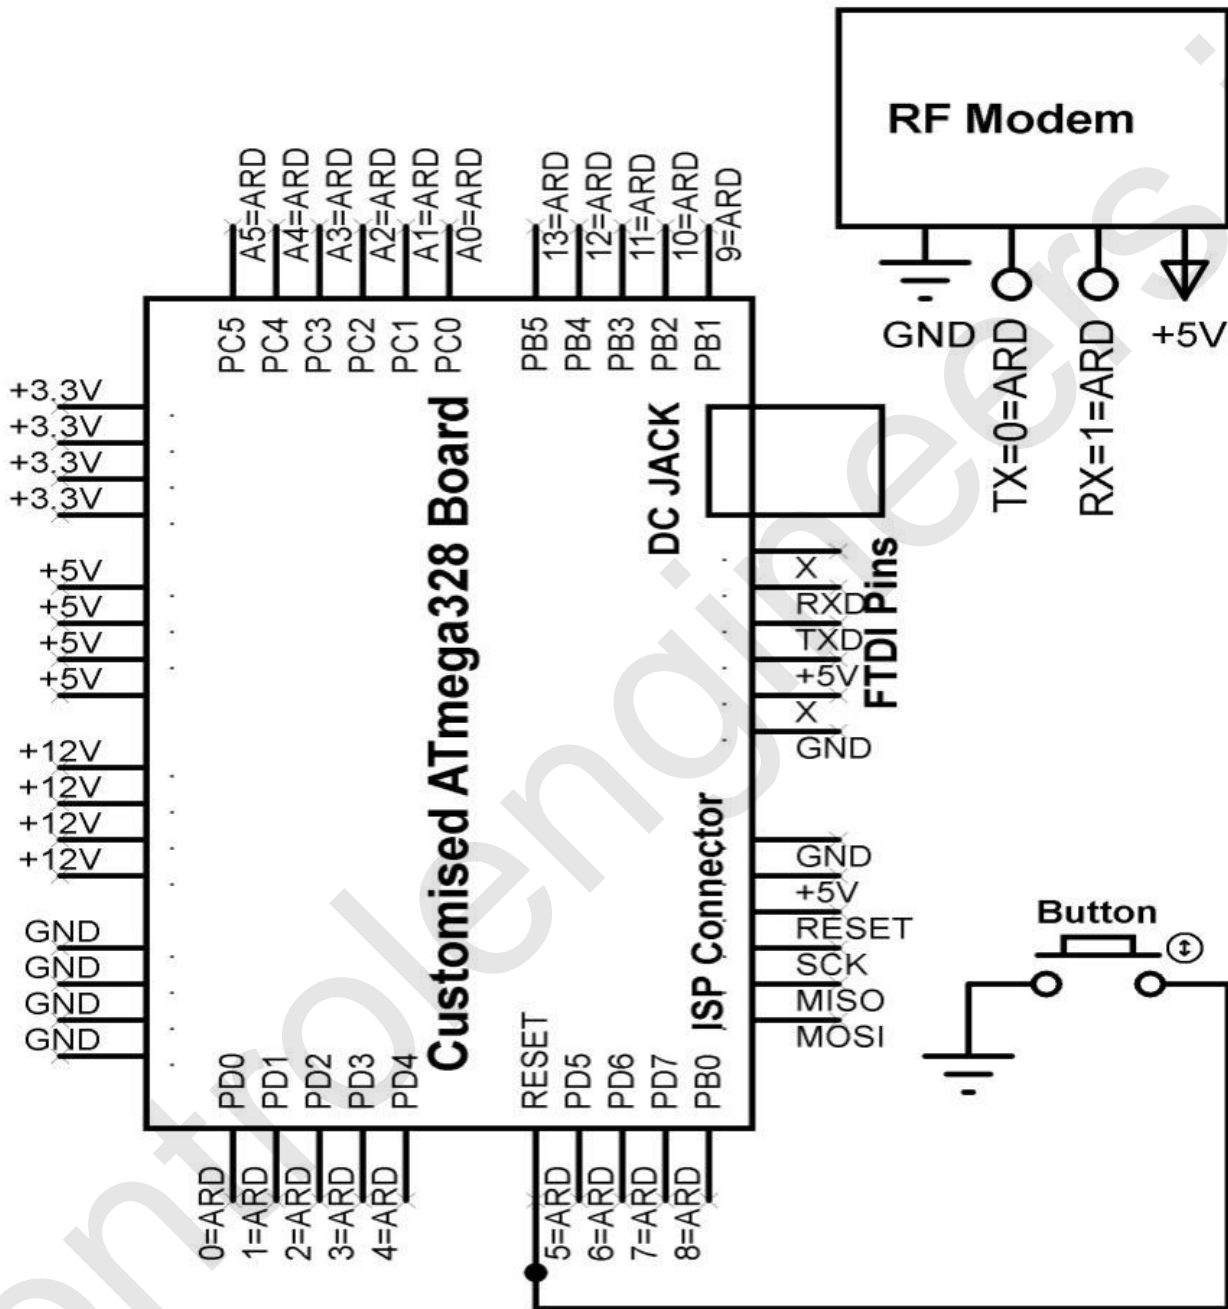 RF Modem
GND
TX=0=ARD
RX=1=ARD
+5V
A5=ARD
A4=ARD
A3=ARD
A2=ARD
A1=ARD
A0=ARD
13=ARD
12=ARD
11=ARD
10=ARD
9=ARD
PC5
PC4
PC3
PC2
PC1
PC0
PB5
PB4
PB3
PB2
PB1
+3.3V
+3.3V
+3.3V
+3.3V
+5V
+5V
+5V
+5V
+12V
+12V
+12V
+12V
GND
GND
GND
GND
Customised ATmega328 Board
DC JACK
X
RXD
TXD
+5V
X
GND
FTDI Pins
ISP Connector
GND
+5V
RESET
SCK
MISO
MOSI
Button
PD0
PD1
PD2
PD3
PD4
RESET
PD5
PD6
PD7
PB0
0=ARD
1=ARD
2=ARD
3=ARD
4=ARD
5=ARD
6=ARD
7=ARD
8=ARD
ntrolengineers.